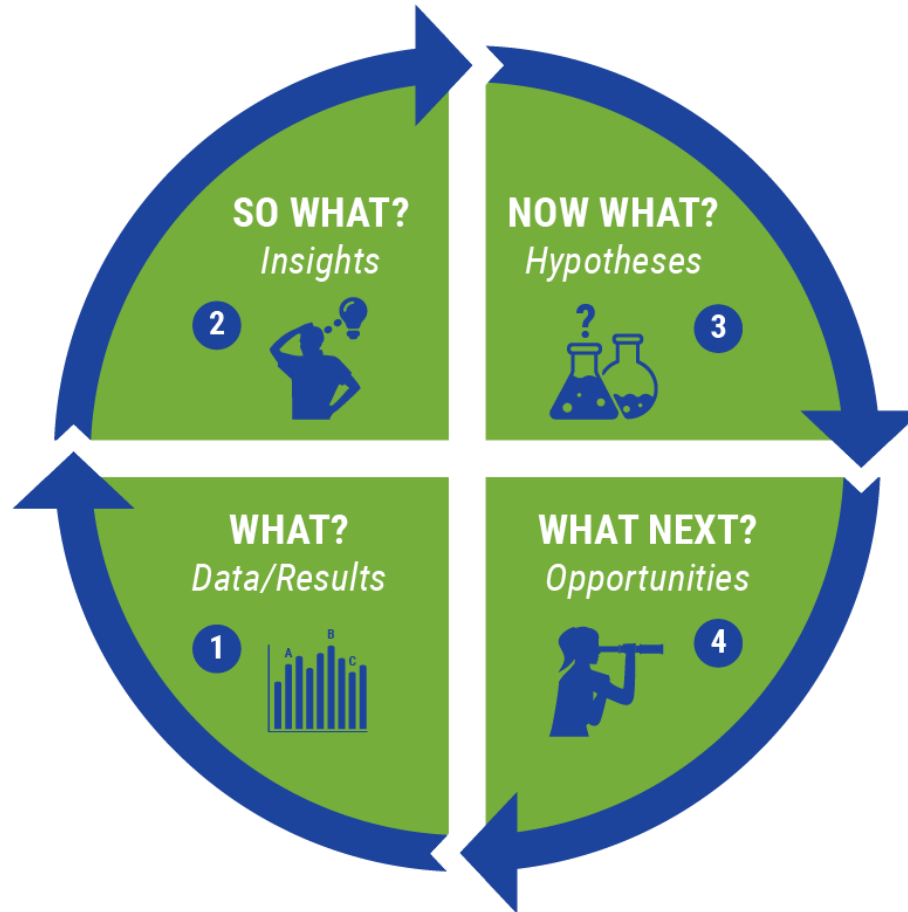 SO WHAT?
Insights
2
NOW WHAT?
Hypotheses
?
3
WHAT?
Data/Results
1
A
B
C
WHAT NEXT?
Opportunities
4